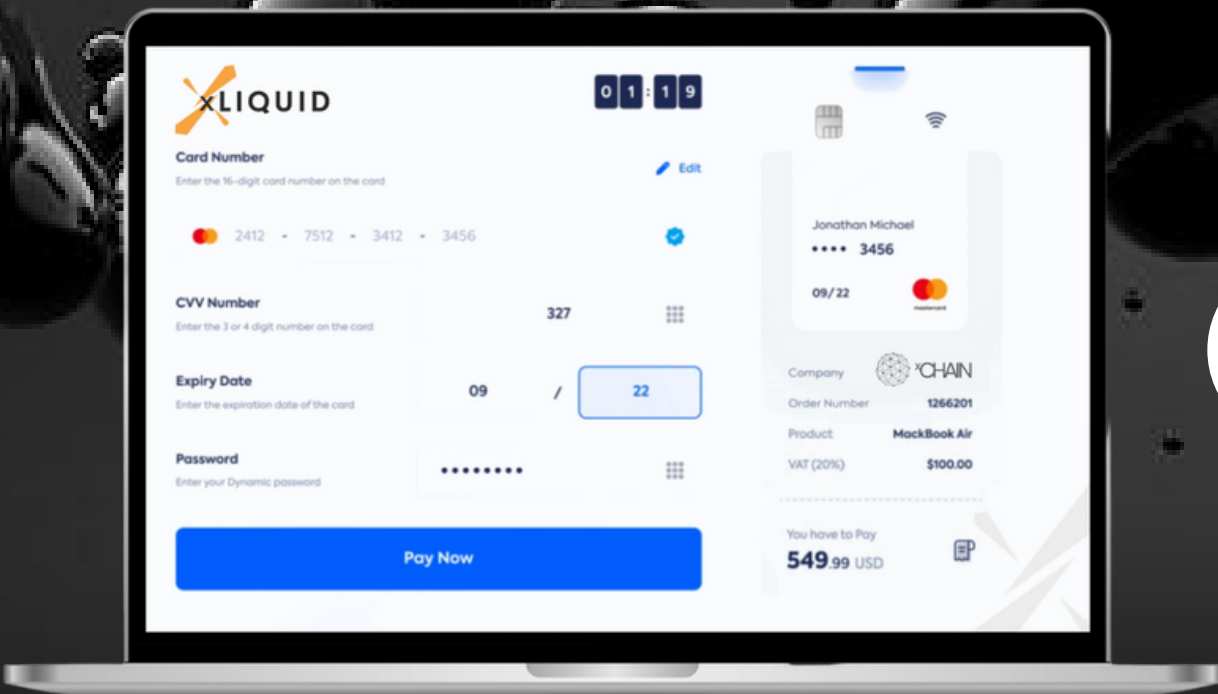 xLIQUID
01:19
Card Number
Edit
Enter the 16-digit card number on the card
2412 - 7512 - 3412 - 3456
CVV Number
327
Enter the 3 or 4 digit number on the card
Expiry Date
09 / 22
Enter the expiration date of the card
Password
••••••••
Enter your Dynamic password
Pay Now
Jonathan Michael
•••• 3456
09/22
mastercard
Company xCHAIN
Order Number 1266201
Product MackBook Air
VAT (20%) $100.00
You have to Pay
549.99 USD